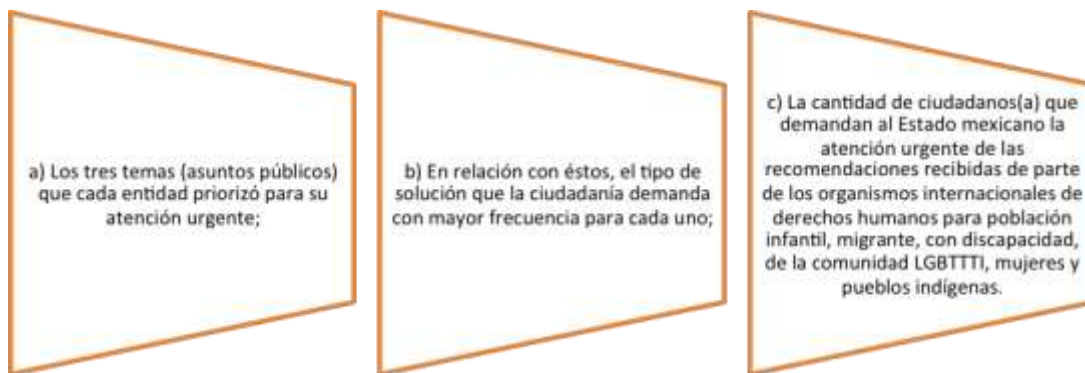 a) Los tres temas (asuntos públicos)
que cada entidad priorizó para su
atención urgente;
b) En relación con éstos, el tipo de
solución que la ciudadanía demanda
con mayor frecuencia para cada uno;
c) La cantidad de ciudadanos(a) que
demandan al Estado mexicano la
atención urgente de las
recomendaciones recibidas de parte
de los organismos internacionales de
derechos humanos para población
infantil, migrante, con discapacidad,
de la comunidad LGBTTTI, mujeres y
pueblos indígenas.